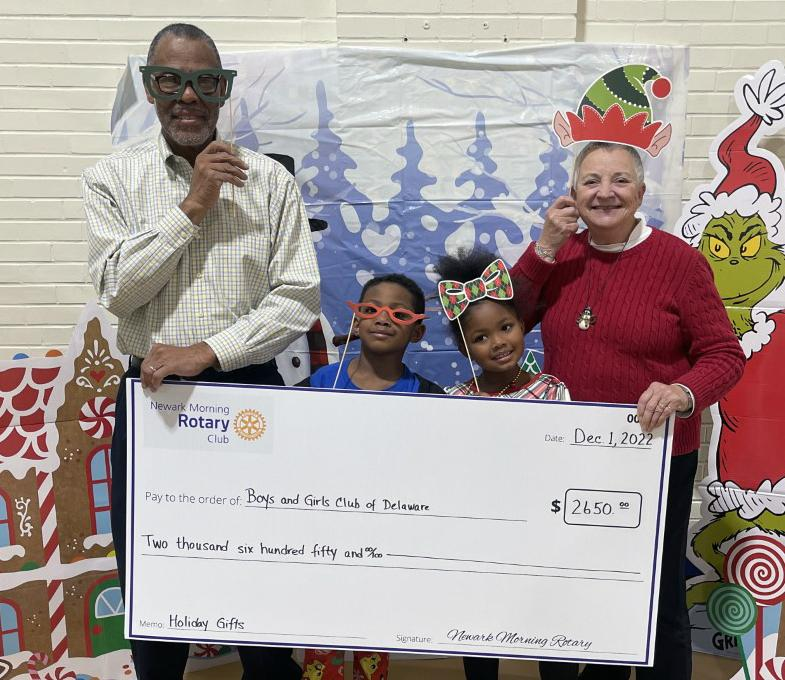 Newark Morning
Rotary
Club
00
Date: Dec. 1, 2022
Pay to the order of: Boys and Girls Club of Delaware
$ 2650.00
Two thousand six hundred fifty and 00/00
Memo: Holiday Gifts
Signature: Newark Morning Rotary
GRI